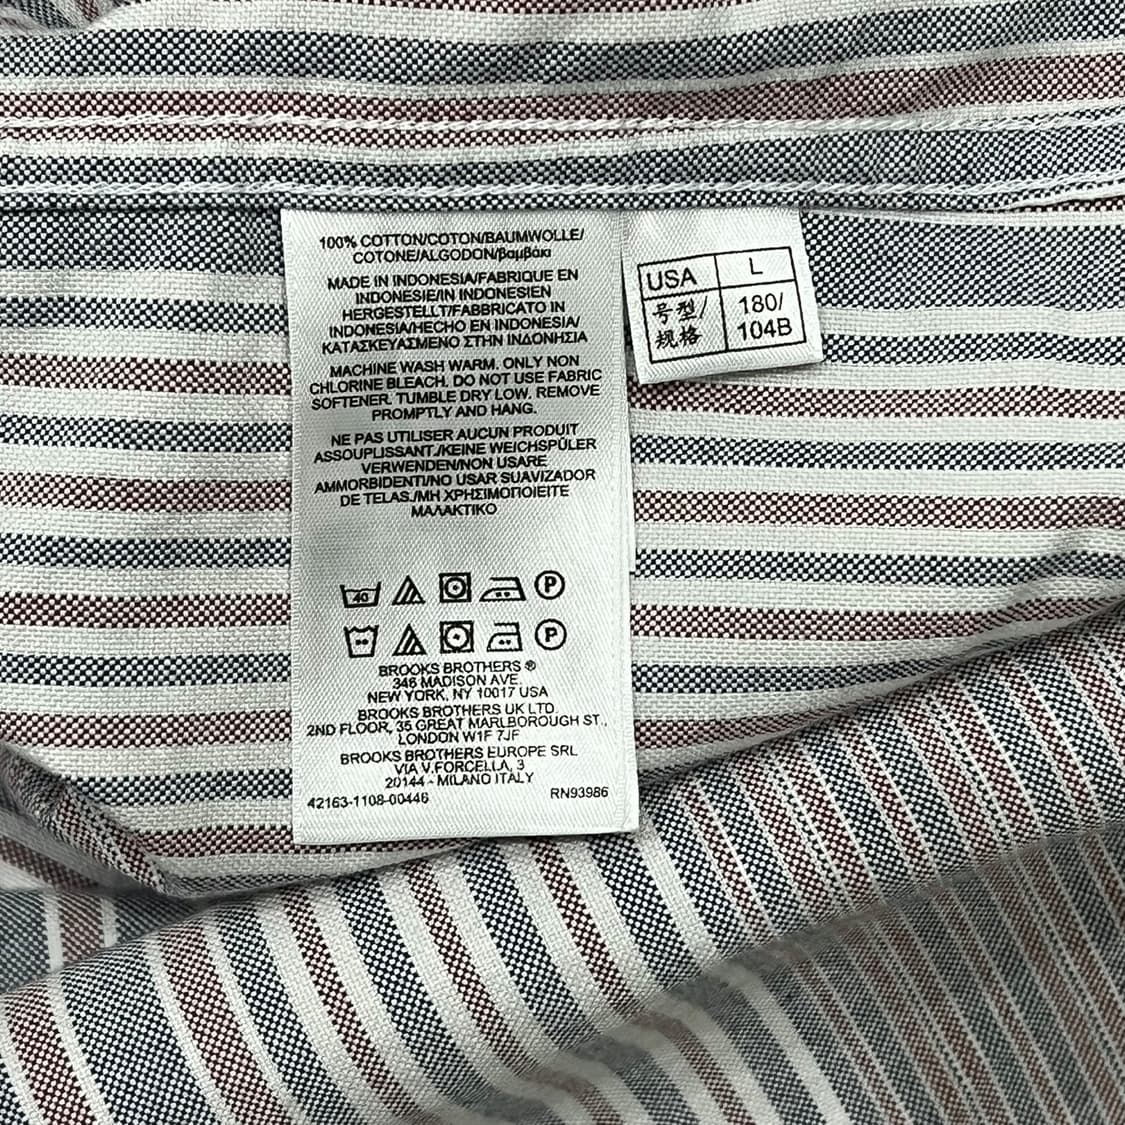 100% COTTON/COTON/BAUMWOLLE/
COTONE/ALGODON/βαμβάκι
MADE IN INDONESIA/FABRIQUE EN
INDONESIE/IN INDONESIEN
HERGESTELLT/FABBRICATO IN
INDONESIA/HECHO EN INDONESIA/
ΚΑΤΑΣΚΕΥΑΣΜΕΝΟ ΣΤΗΝ ΙΝΔΟΝΗΣΙΑ
MACHINE WASH WARM. ONLY NON
CHLORINE BLEACH. DO NOT USE FABRIC
SOFTENER. TUMBLE DRY LOW. REMOVE
PROMPTLY AND HANG.
NE PAS UTILISER AUCUN PRODUIT
ASSOUPLISSANT./KEINE WEICHSPÜLER
VERWENDEN/NON USARE
AMMORBIDENTI/NO USAR SUAVIZADOR
DE TELAS./ΜΗ ΧΡΗΣΙΜΟΠΟΙΕΙΤΕ
ΜΑΛΑΚΤΙΚΟ
40 P
P
BROOKS BROTHERS ®
346 MADISON AVE.
NEW YORK, NY 10017 USA
BROOKS BROTHERS UK LTD.
2ND FLOOR, 35 GREAT MARLBOROUGH ST.,
LONDON W1F 7JF
BROOKS BROTHERS EUROPE SRL
VIA V.FORCELLA, 3
20144 - MILANO ITALY
42163-1108-00446 RN93986
USA L
号型/ 180/
规格 104B